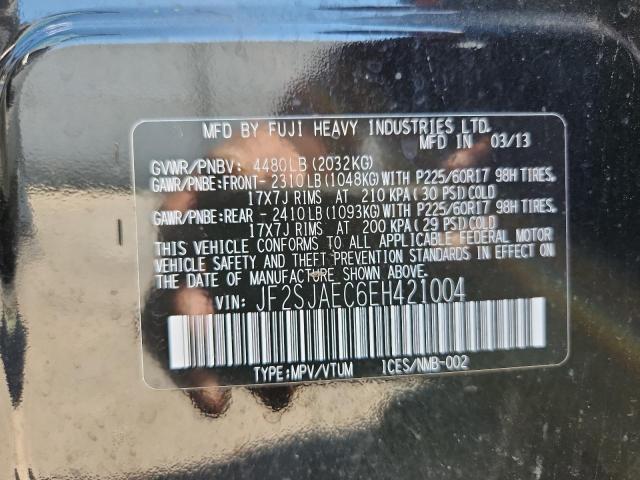 MFD BY FUJI HEAVY INDUSTRIES LTD.
MFD IN 03/13
GVWR/PNBV: 4480LB(2032KG)
GAWR/PNBE:FRONT- 2310LB(1048KG)WITH P225/60R17 98H TIRES,
17X7J RIMS AT 210 KPA(30 PSI)COLD
GAWR/PNBE:REAR - 2410LB(1093KG)WITH P225/60R17 98H TIRES,
17X7J RIMS AT 200 KPA(29 PSI)COLD
THIS VEHICLE CONFORMS TO ALL APPLICABLE FEDERAL MOTOR
VEHICLE SAFETY AND THEFT PREVENTION STANDARDS IN EFFECT ON
THE DATE OF MANUFACTURE SHOWN ABOVE.
VIN: JF2SJAEC6EH421004
TYPE:MPV/VTUM ICES/NMB-002